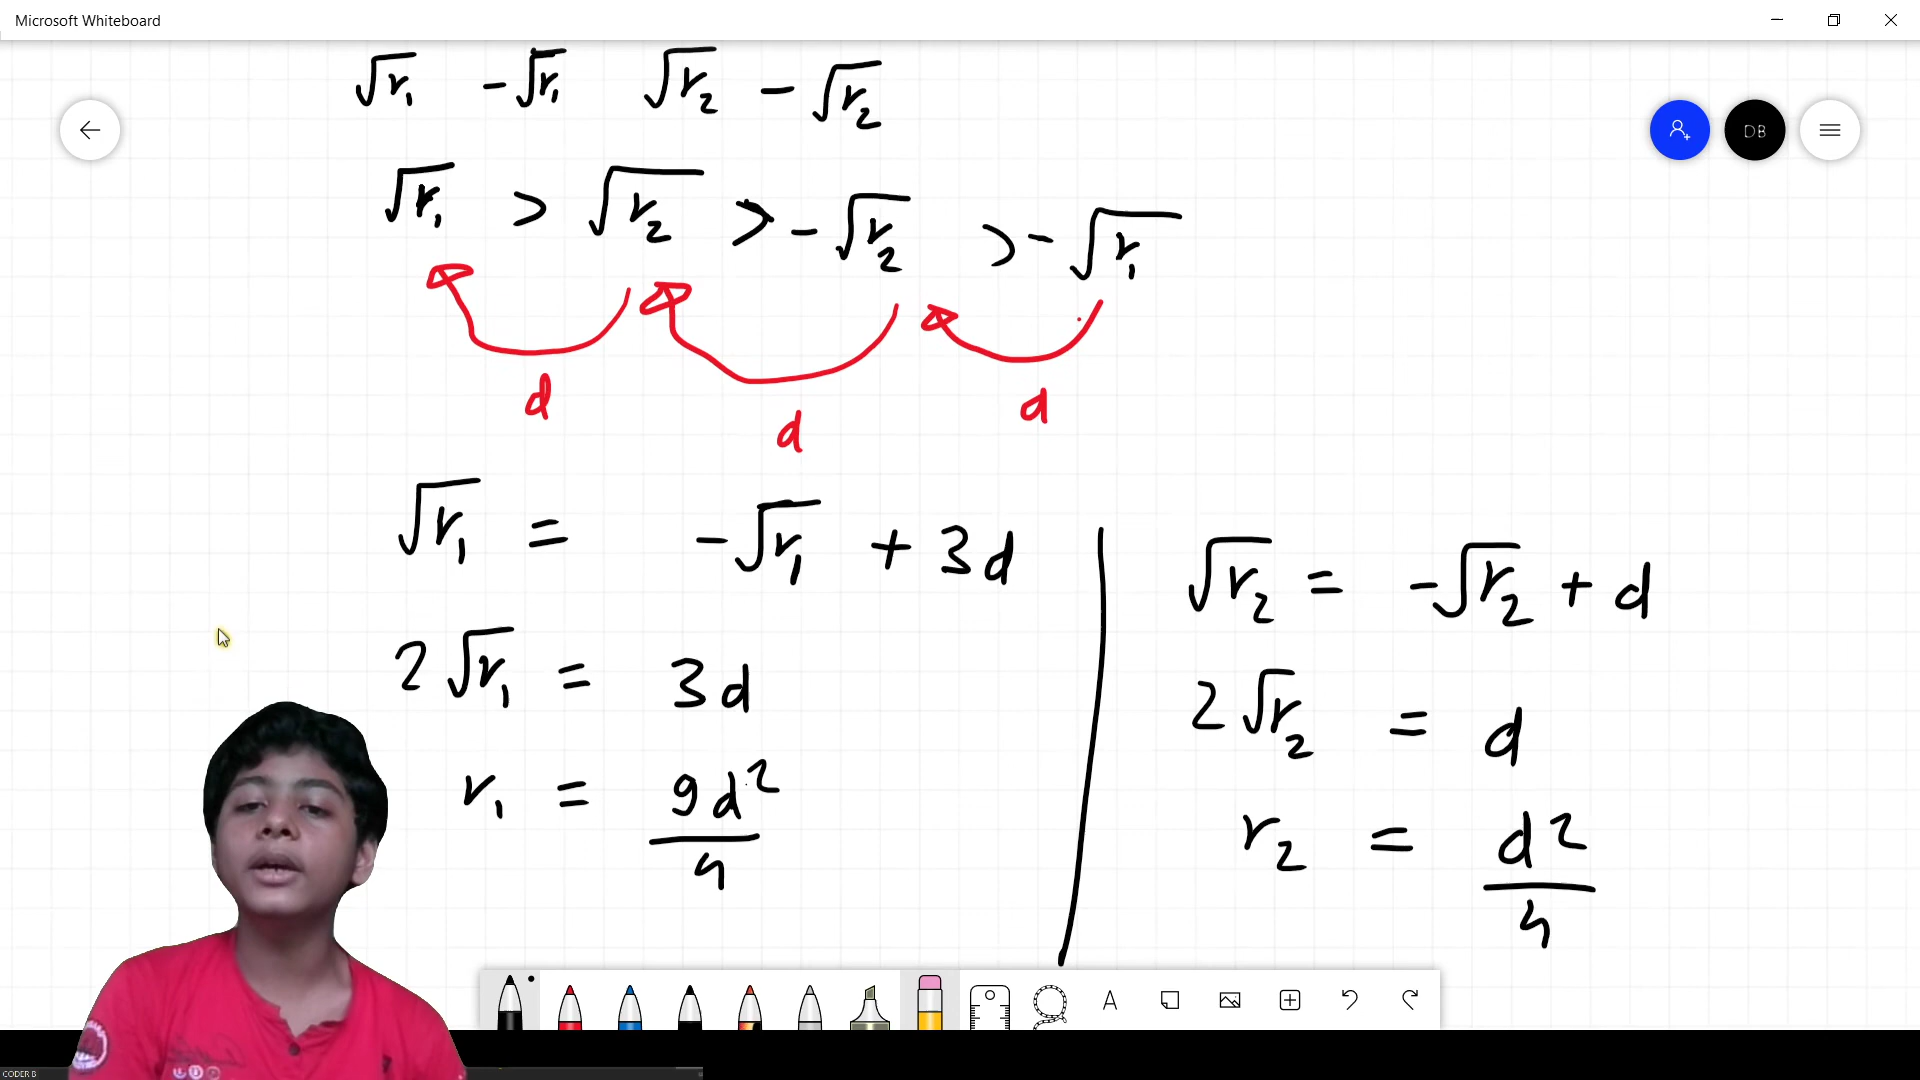 Microsoft Whiteboard
√r₁ -√r₁ √r₂ -√r₂
DB
√r₁ > √r₂ > -√r₂ > -√r₁
d d d
√r₁ = -√r₁ + 3d
√r₂ = -√r₂ + d
2√r₁ = 3d
2√r₂ = d
r₁ = 9d²/4
r₂ = d²/4
A
CODER B